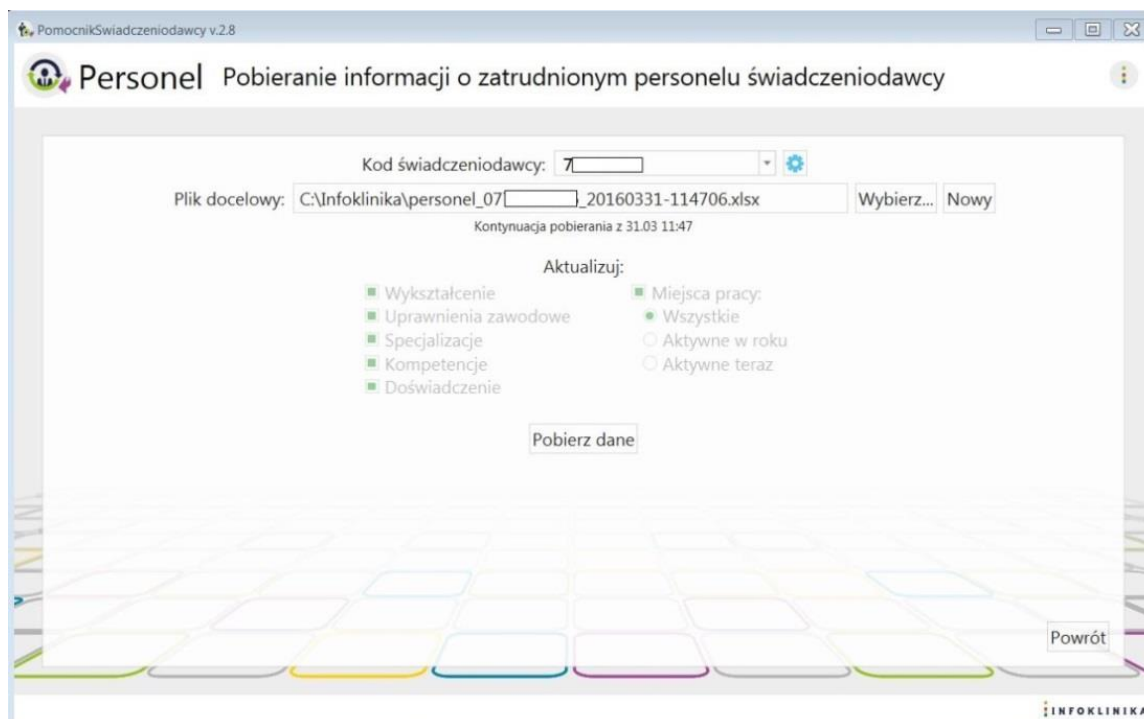 PomocnikSwiadczeniodawcy v.2.8
Personel Pobieranie informacji o zatrudnionym personelu świadczeniodawcy
Kod świadczeniodawcy: 7
Plik docelowy: C:\Infoklinika\personel_07 _20160331-114706.xlsx Wybierz... Nowy
Kontynuacja pobierania z 31.03 11:47
Aktualizuj:
Wykształcenie Miejsca pracy:
Uprawnienia zawodowe Wszystkie
Specjalizacje Aktywne w roku
Kompetencje Aktywne teraz
Doświadczenie
Pobierz dane
Powrót
INFOKLINIKA